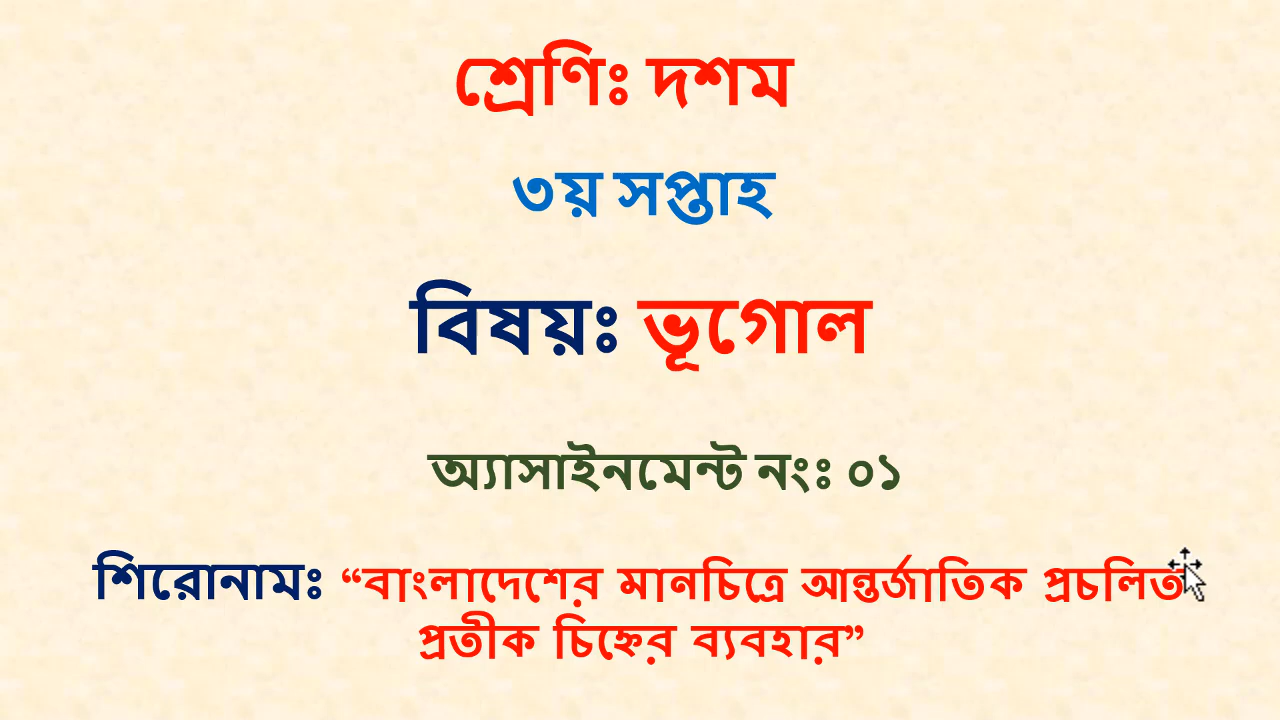 শ্রেণিঃ দশম
৩য় সপ্তাহ
বিষয়ঃ ভূগোল
অ্যাসাইনমেন্ট নংঃ ০১
শিরোনামঃ “বাংলাদেশের মানচিত্রে আন্তর্জাতিক প্রচলিত
প্রতীক চিহ্নের ব্যবহার”